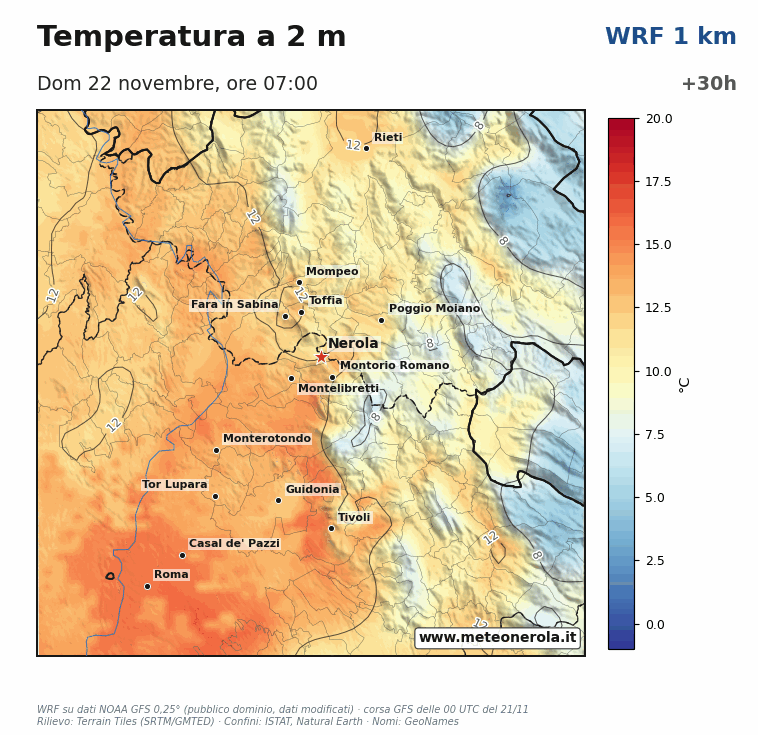 Temperatura a 2 m
WRF 1 km
Dom 22 novembre, ore 07:00
+30h
Rieti
12
8
12
8
12
12
12
Mompeo
Fara in Sabina
Toffia
Poggio Moiano
Nerola
8
Montorio Romano
Montelibretti
8
12
Monterotondo
Tor Lupara
Guidonia
Tivoli
12
8
Casal de' Pazzi
Roma
12
www.meteonerola.it
20.0
17.5
15.0
12.5
10.0
7.5
5.0
2.5
0.0
°C
WRF su dati NOAA GFS 0,25° (pubblico dominio, dati modificati) · corsa GFS delle 00 UTC del 21/11
Rilievo: Terrain Tiles (SRTM/GMTED) · Confini: ISTAT, Natural Earth · Nomi: GeoNames